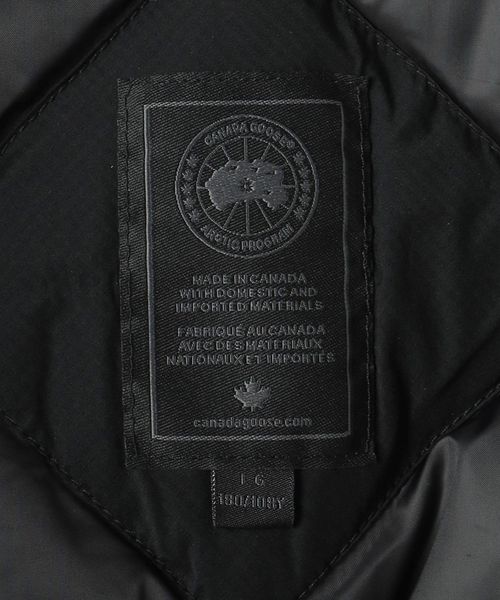 CANADA GOOSE®
ARCTIC PROGRAM
MADE IN CANADA
WITH DOMESTIC AND
IMPORTED MATERIALS
FABRIQUÉ AU CANADA
AVEC DES MATERIAUX
NATIONAUX ET IMPORTÉS
canadagoose.com
180/108Y